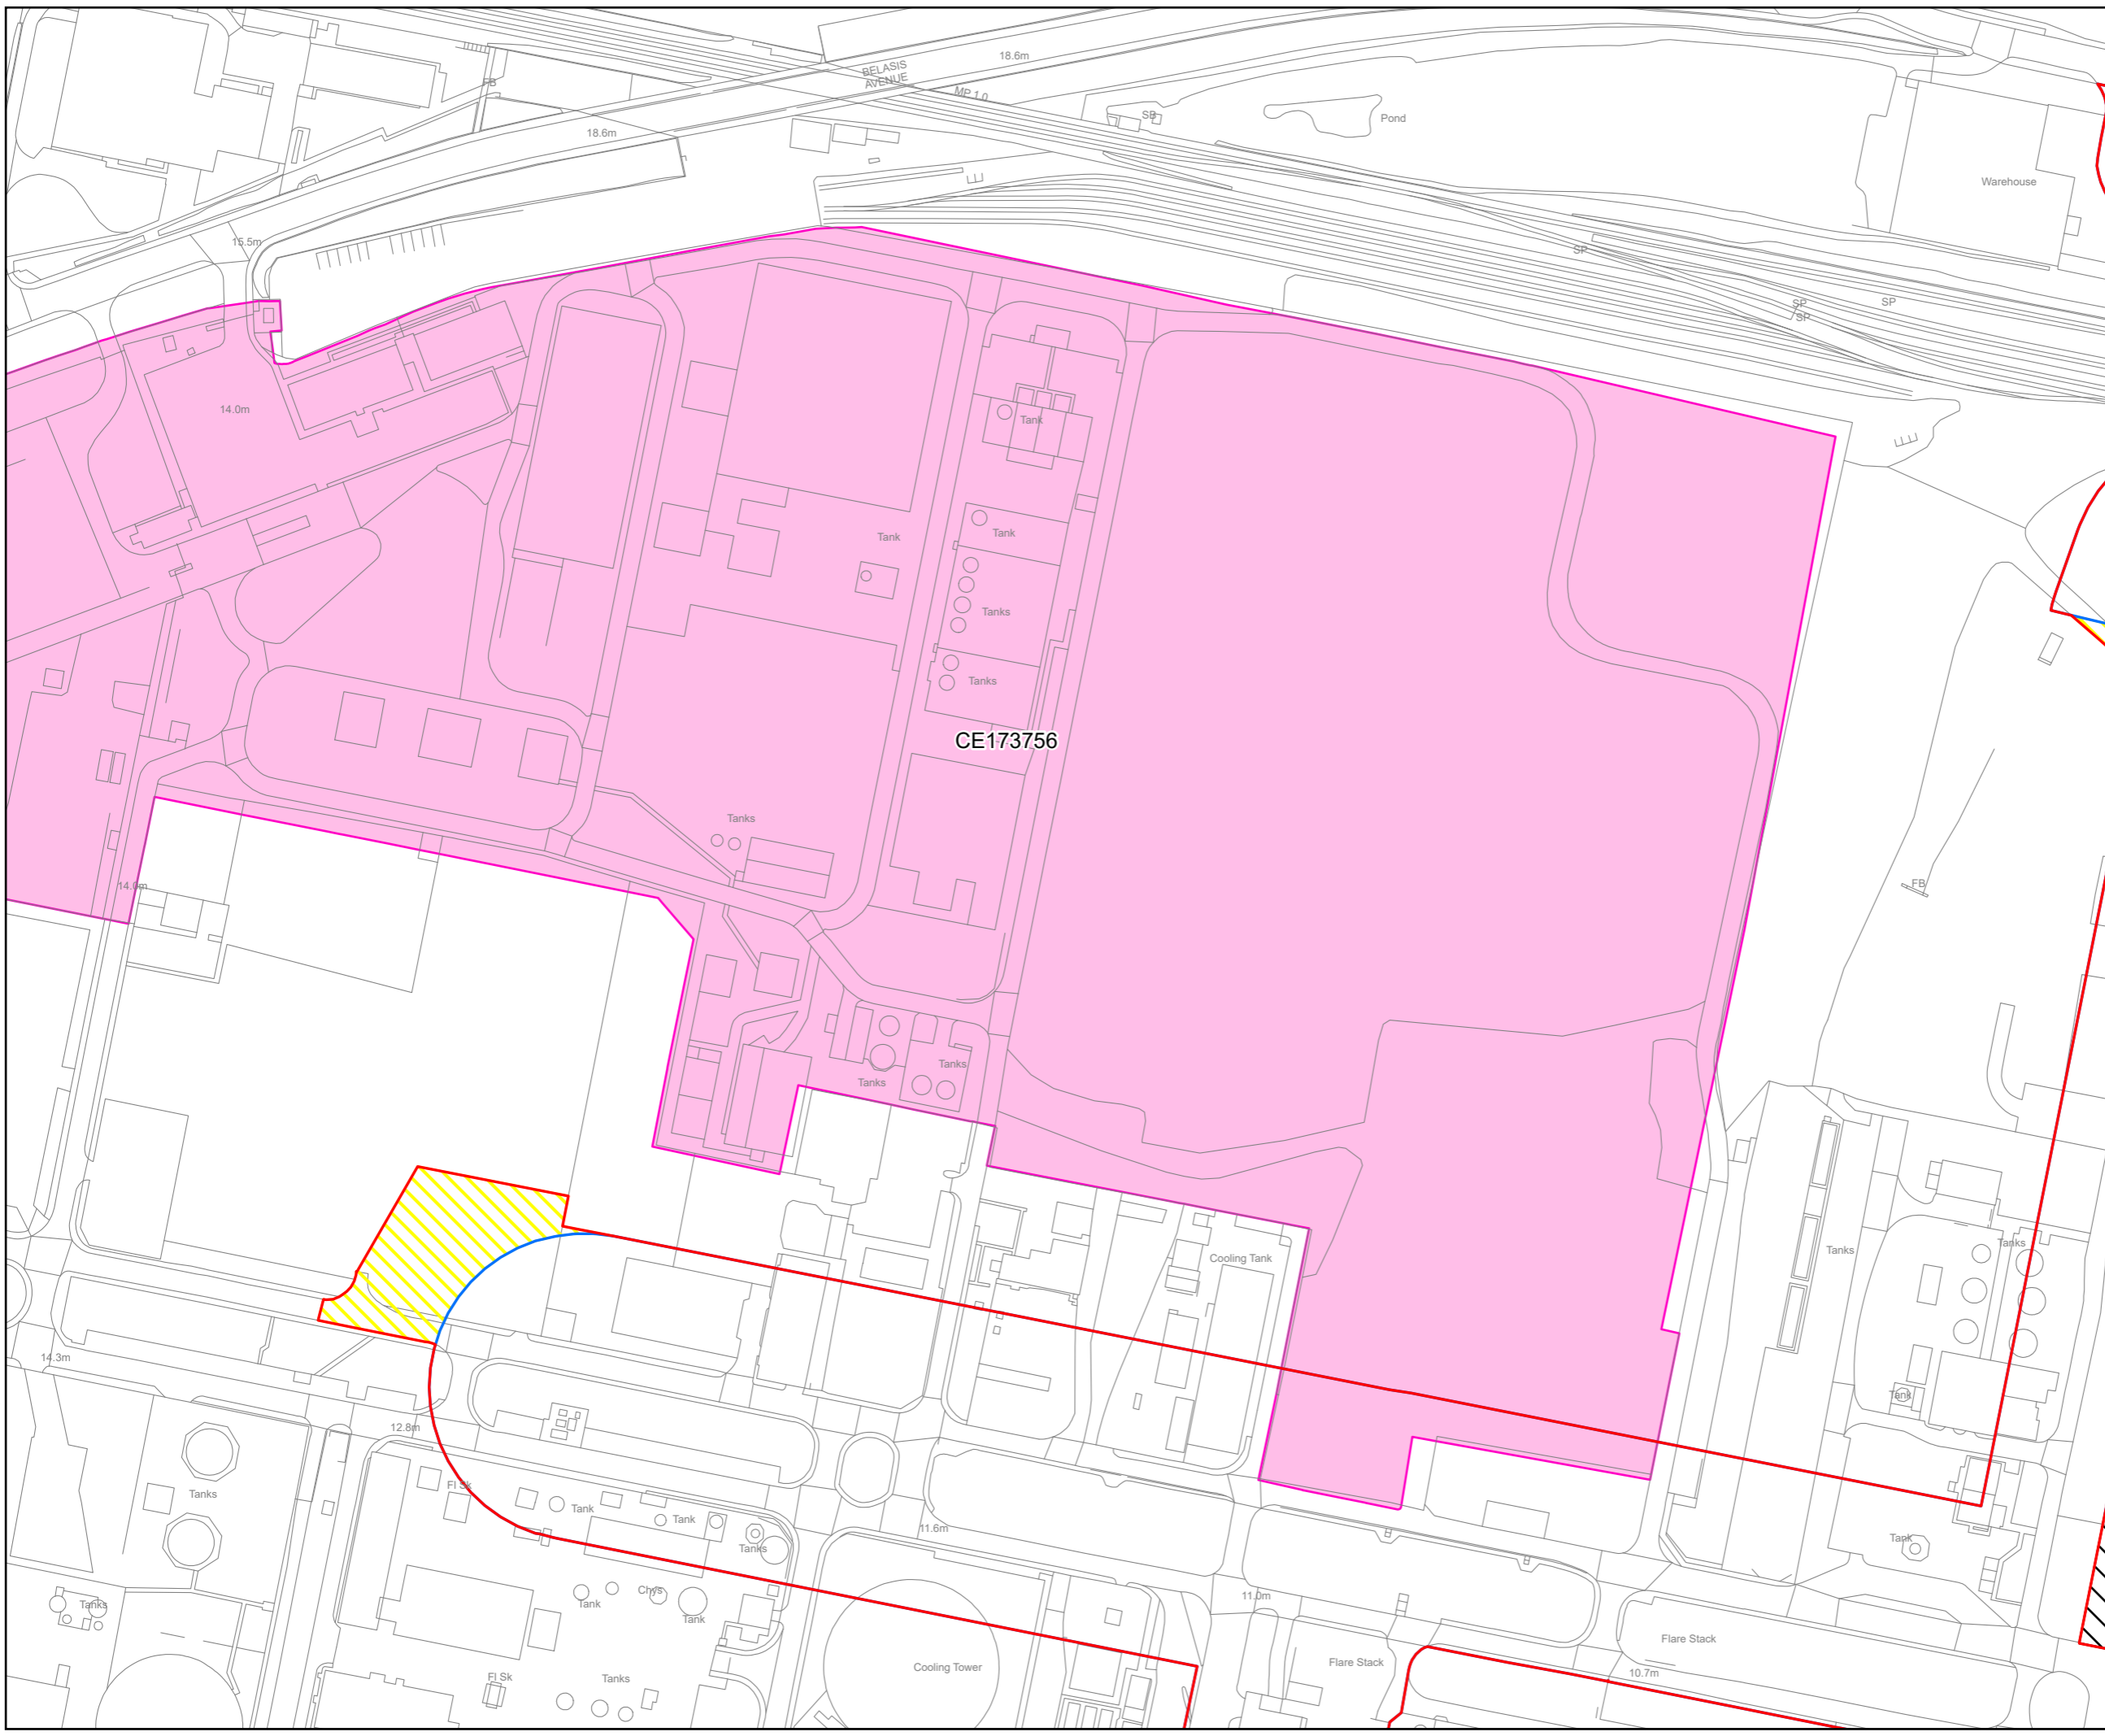 18.6m
BELASIS
AVENUE
FB
MP 1.0
18.6m
SB
Pond
Warehouse
15.5m
SP
SP
SP
SP
14.0m
Tank
Tank
Tank
Tanks
Tanks
CE173756
Tanks
14.0m
FB
Tanks
Tanks
Cooling Tank
Tanks
Tanks
14.3m
Tank
12.8m
Fl Sk
Tanks
Tank
Tank
11.6m
Tank
Tanks
Chys
Tanks
Tank
Tank
11.0m
Flare Stack
Cooling Tower
Flare Stack
10.7m
Fl Sk
Tanks